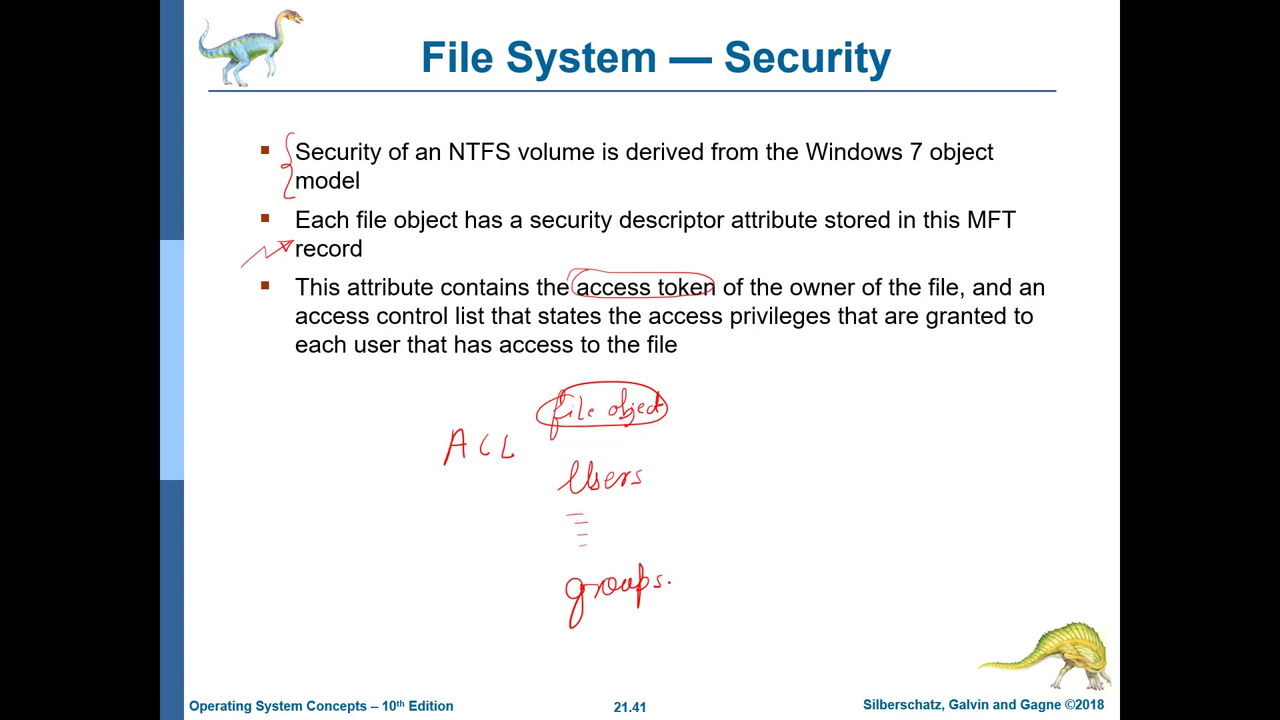 File System — Security
Security of an NTFS volume is derived from the Windows 7 object
model
Each file object has a security descriptor attribute stored in this MFT
record
This attribute contains the access token of the owner of the file, and an
access control list that states the access privileges that are granted to
each user that has access to the file
file object
ACL
Users
groups.
Operating System Concepts – 10th Edition
21.41
Silberschatz, Galvin and Gagne ©2018